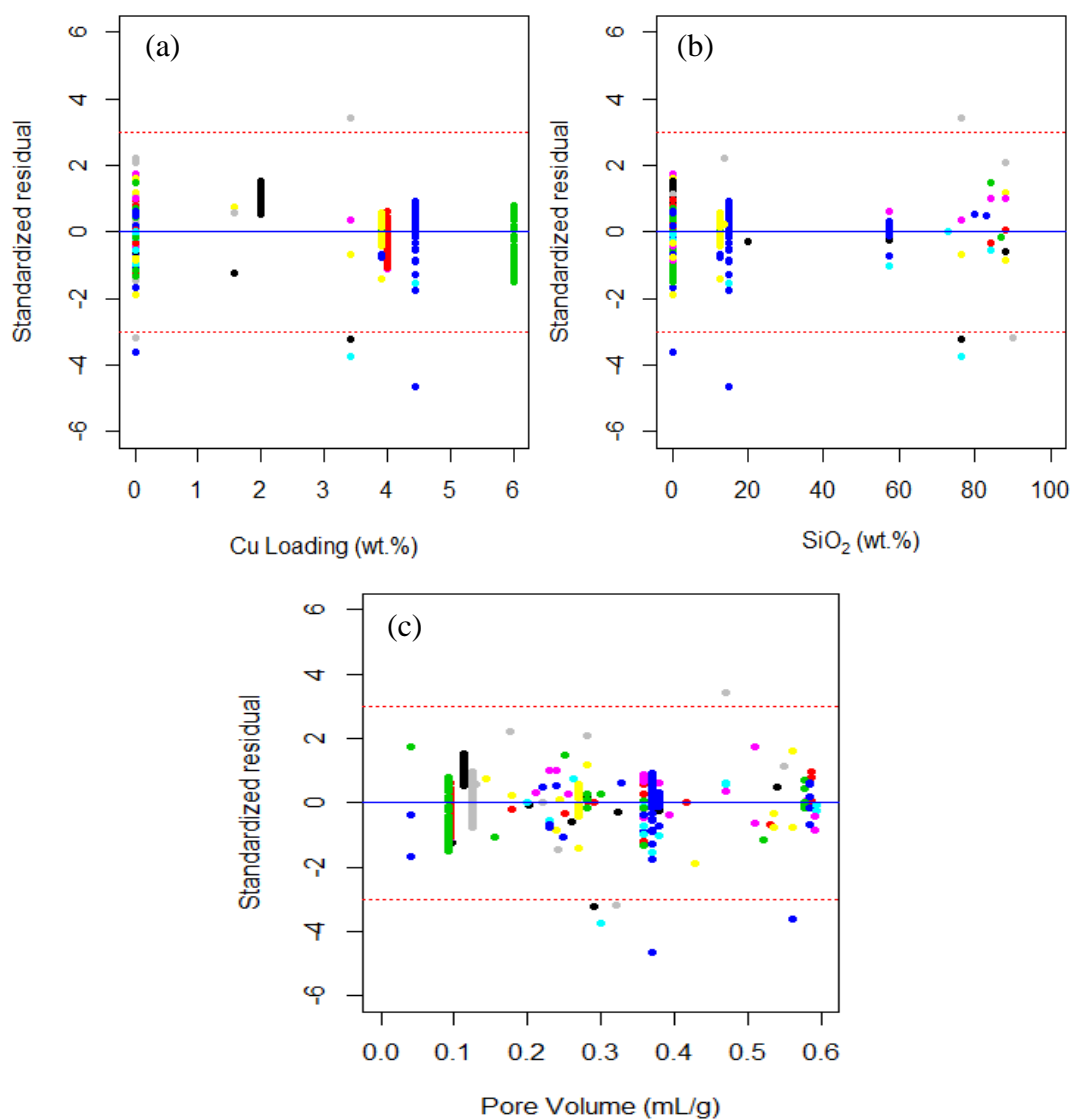 (a)
Standardized residual
6
4
2
0
-2
-4
-6
0 1 2 3 4 5 6
Cu Loading (wt.%)
(b)
Standardized residual
6
4
2
0
-2
-4
-6
0 20 40 60 80 100
SiO₂ (wt.%)
(c)
Standardized residual
6
4
2
0
-2
-4
-6
0.0 0.1 0.2 0.3 0.4 0.5 0.6
Pore Volume (mL/g)